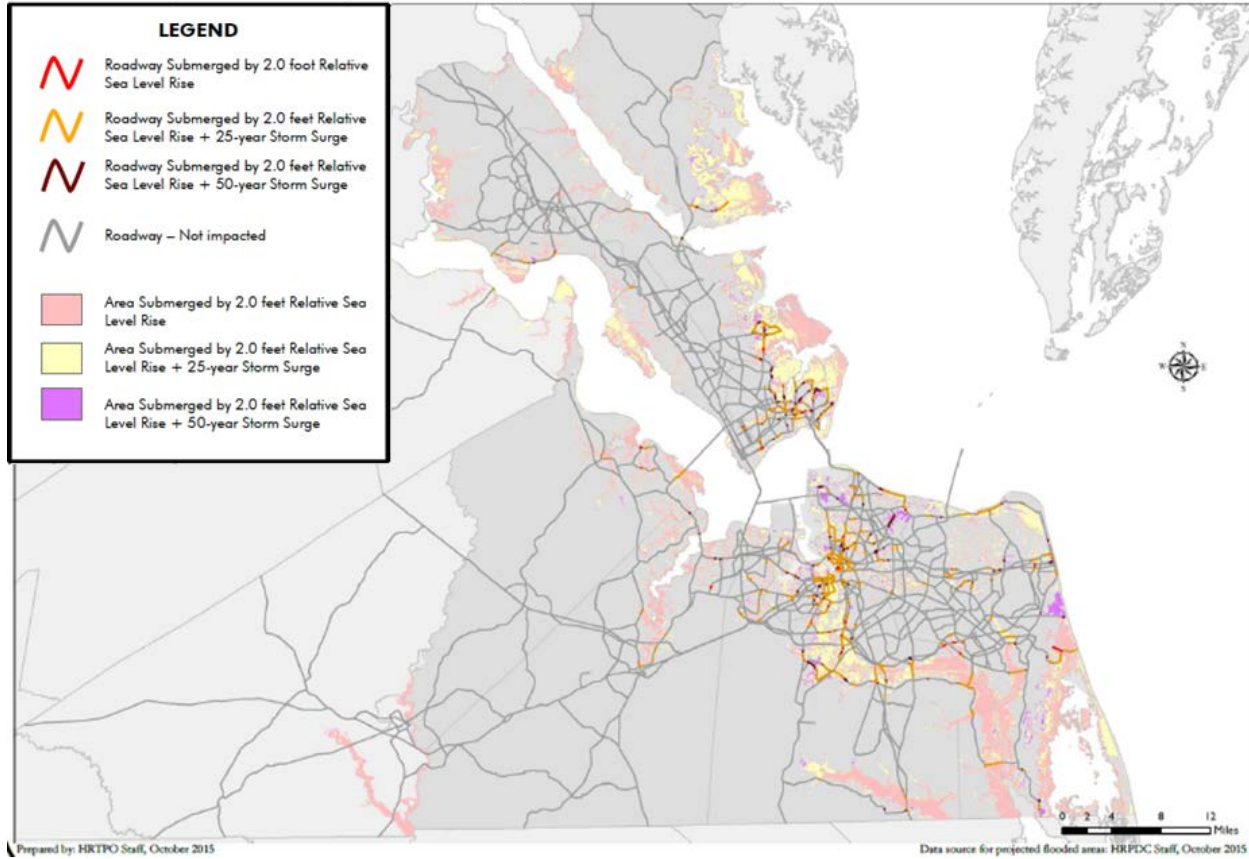 LEGEND
Roadway Submerged by 2.0 foot Relative
Sea Level Rise
Roadway Submerged by 2.0 feet Relative
Sea Level Rise + 25-year Storm Surge
Roadway Submerged by 2.0 feet Relative
Sea Level Rise + 50-year Storm Surge
Roadway – Not impacted
Area Submerged by 2.0 feet Relative Sea
Level Rise
Area Submerged by 2.0 feet Relative Sea
Level Rise + 25-year Storm Surge
Area Submerged by 2.0 feet Relative Sea
Level Rise + 50-year Storm Surge
N
W E
S
0 2 4 8 12
Miles
Prepared by: HRTPO Staff, October 2015
Data source for projected flooded areas: HRPDC Staff, October 2015